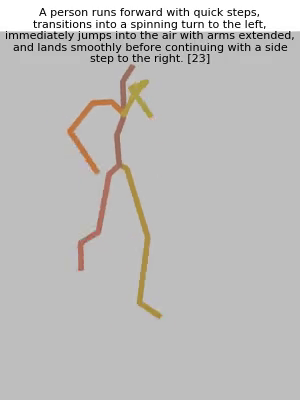 A person runs forward with quick steps,
transitions into a spinning turn to the left,
immediately jumps into the air with arms extended,
and lands smoothly before continuing with a side
step to the right. [23]